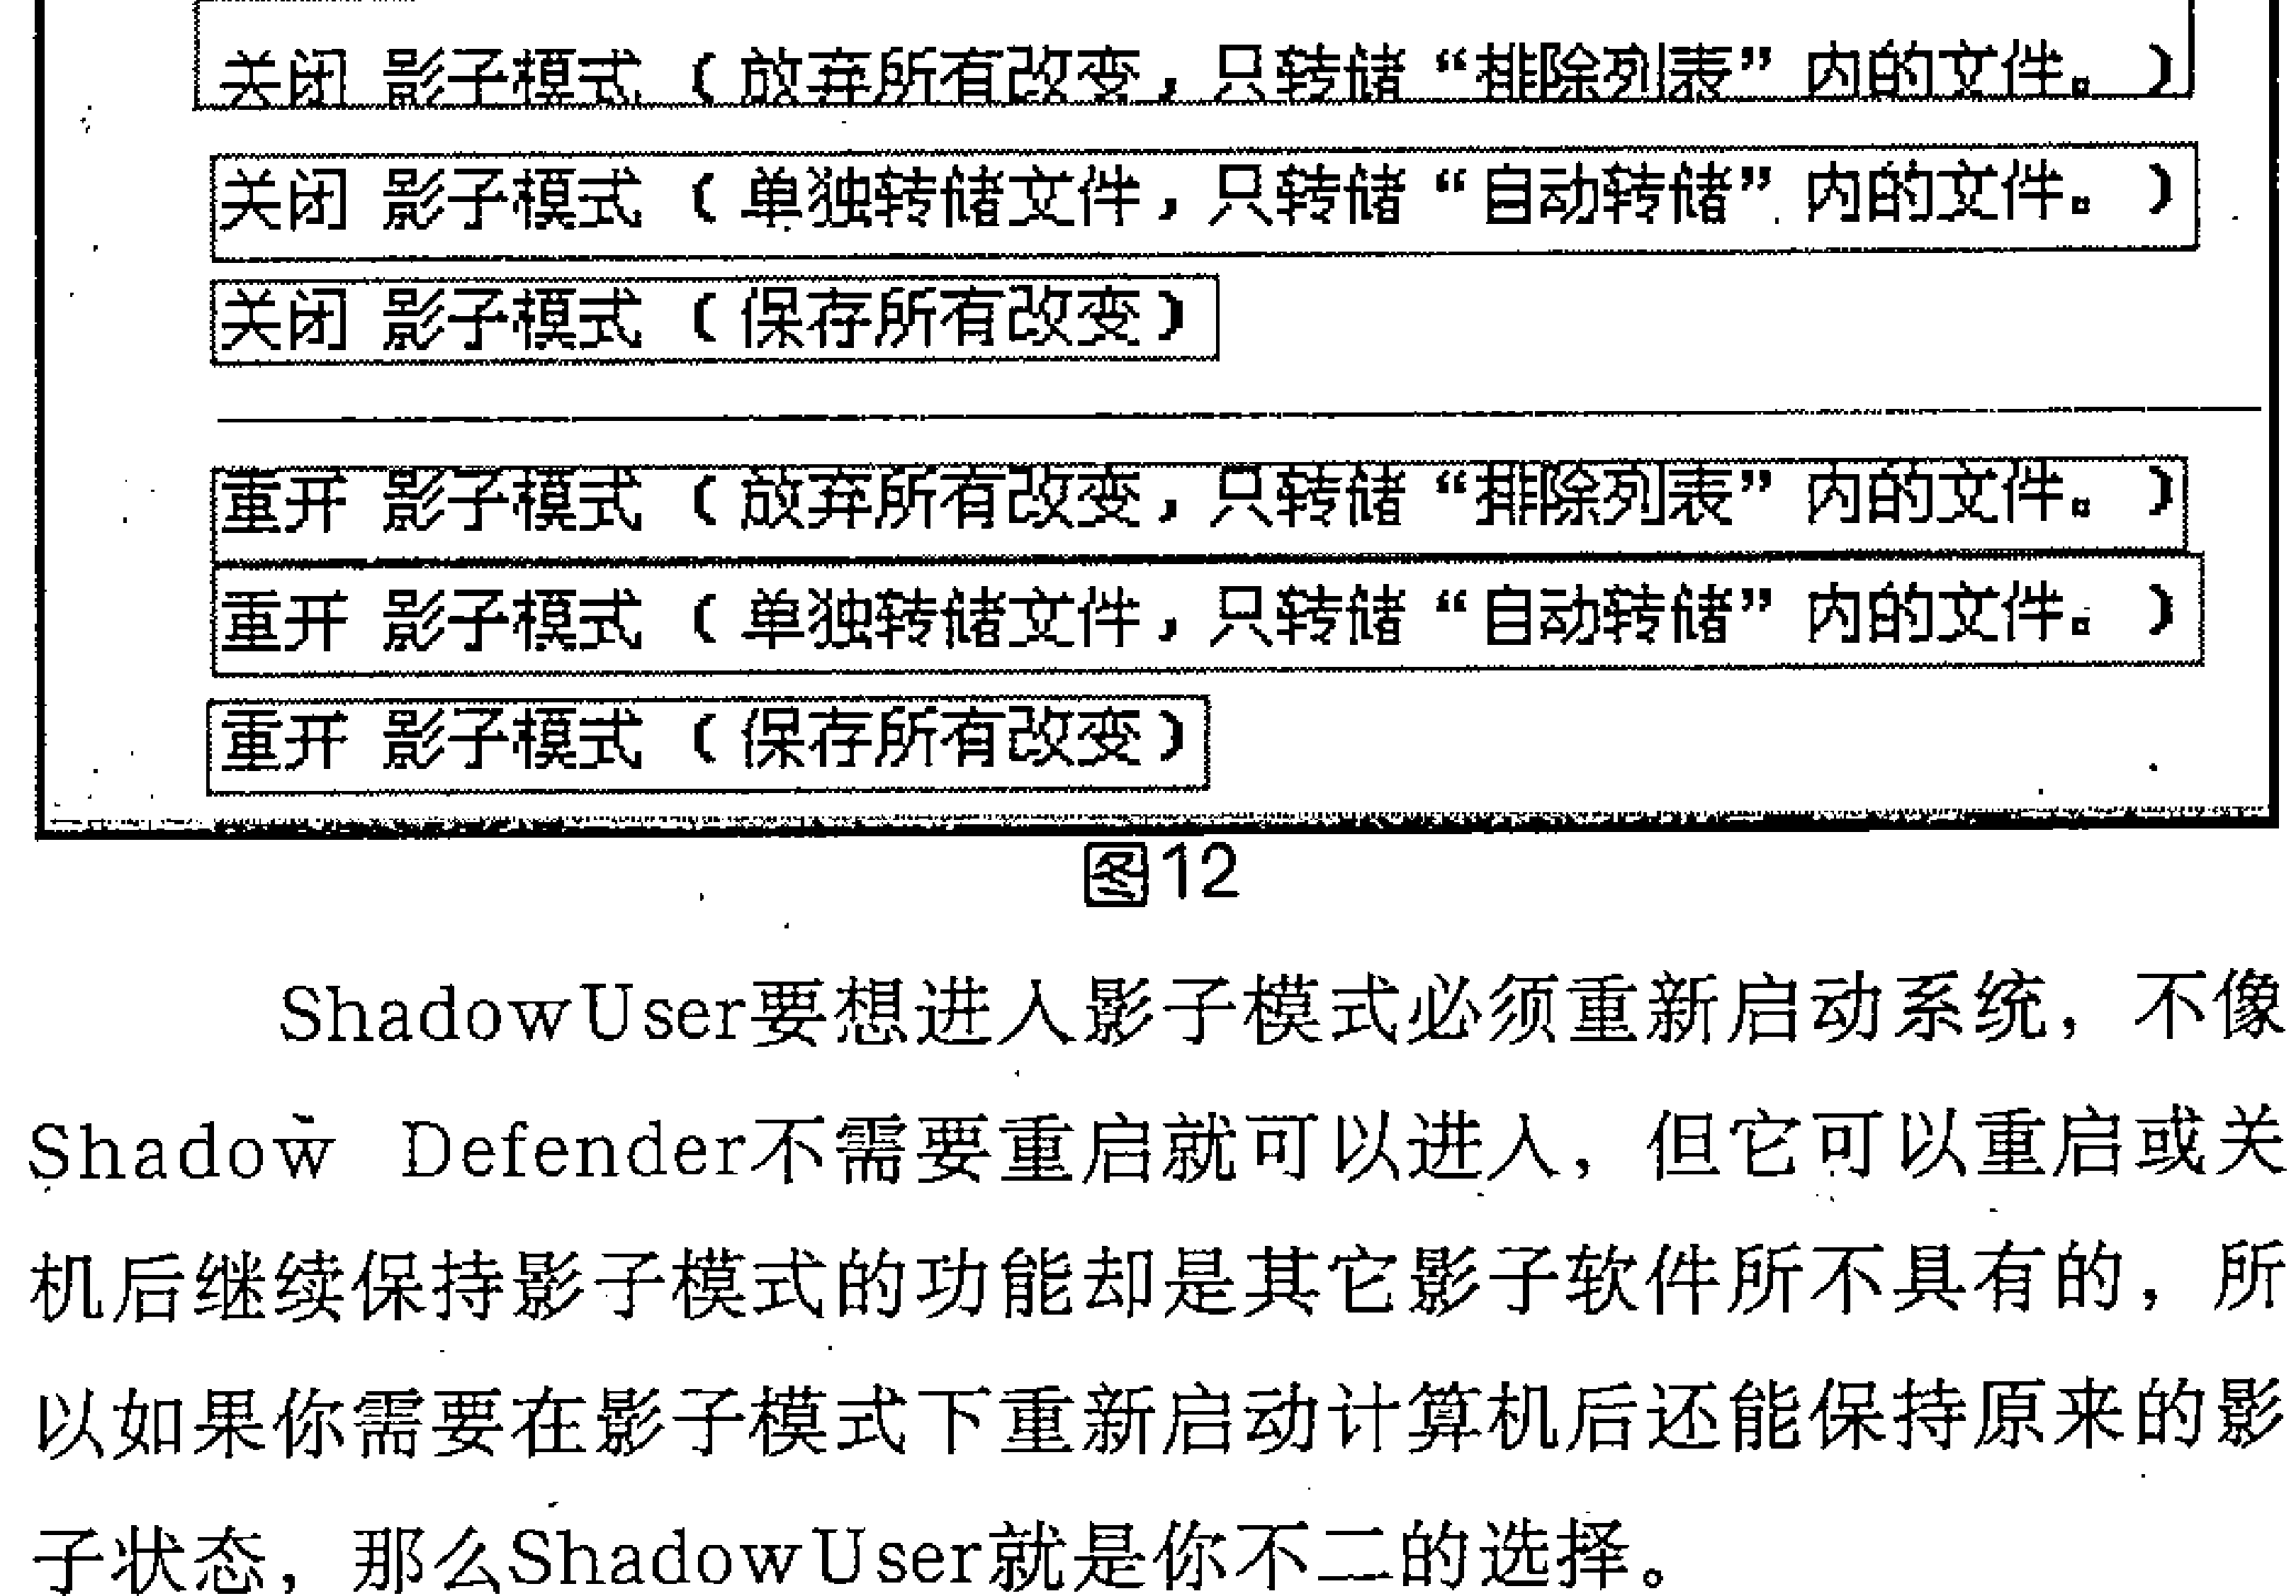 关闭 影子模式（放弃所有改变，只转储“排除列表”内的文件。）
关闭 影子模式（单独转储文件，只转储“自动转储”内的文件。）
关闭 影子模式（保存所有改变）
重开 影子模式（放弃所有改变，只转储“排除列表”内的文件。）
重开 影子模式（单独转储文件，只转储“自动转储”内的文件。）
重开 影子模式（保存所有改变）
图12
ShadowUser要想进入影子模式必须重新启动系统，不像
Shadow Defender不需要重启就可以进入，但它可以重启或关
机后继续保持影子模式的功能却是其它影子软件所不具有的，所
以如果你需要在影子模式下重新启动计算机后还能保持原来的影
子状态，那么ShadowUser就是你不二的选择。